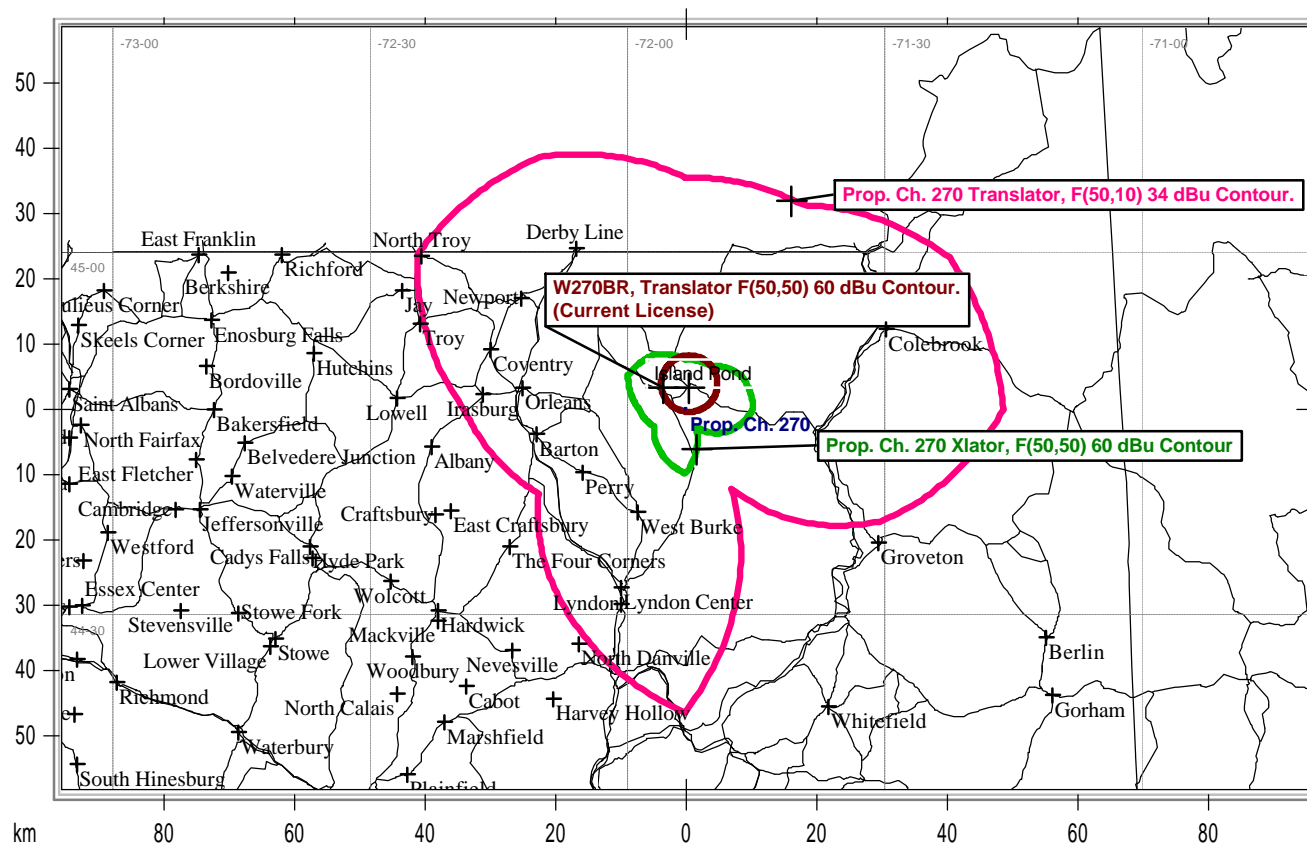 -73-00
-72-30
-72-00
-71-30
-71-00
50
40
Prop. Ch. 270 Translator, F(50,10) 34 dBu Contour.
30
East Franklin
North Troy
Derby Line
45-00
Richford
Berkshire
20
W270BR, Translator F(50,50) 60 dBu Contour.
(Current License)
Newport
Jay
ulieus Corner
Skeels Corner
Enosburg Falls
Troy
Colebrook
10
Hutchins
Coventry
Bordoville
Island Pond
Saint Albans
Lowell
Irasburg
Orleans
0
Bakersfield
Prop. Ch. 270
North Fairfax
Prop. Ch. 270 Xlator, F(50,50) 60 dBu Contour
Belvedere Junction
Albany
Barton
10
East Fletcher
Waterville
Perry
Cambridge
Jeffersonville
Craftsbury
East Craftsbury
West Burke
Westford
20
ers
Cadys Falls
Hyde Park
The Four Corners
Groveton
Essex Center
Wolcott
Lyndon
Lyndon Center
30
Stevensville
Stowe Fork
Hardwick
44-30
Mackville
Lower Village
Stowe
Woodbury
Nevesville
North Danville
Berlin
40
on
Richmond
North Calais
Cabot
Harvey Hollow
Whitefield
Gorham
e
50
Waterbury
Marshfield
South Hinesburg
Plainfield
km
80
60
40
20
0
20
40
60
80